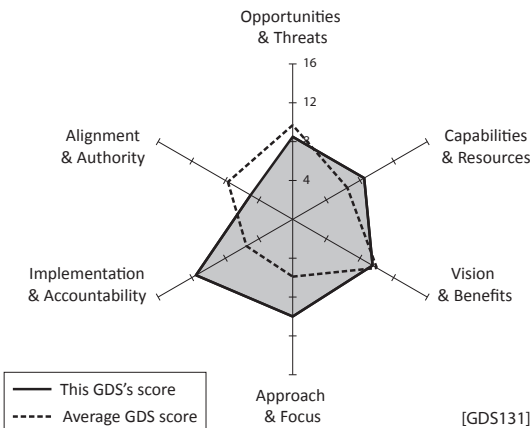 Opportunities
& Threats
16
12
8
4
Alignment
& Authority
Capabilities
& Resources
Implementation
& Accountability
Vision
& Benefits
Approach
& Focus
This GDS's score
Average GDS score
[GDS131]